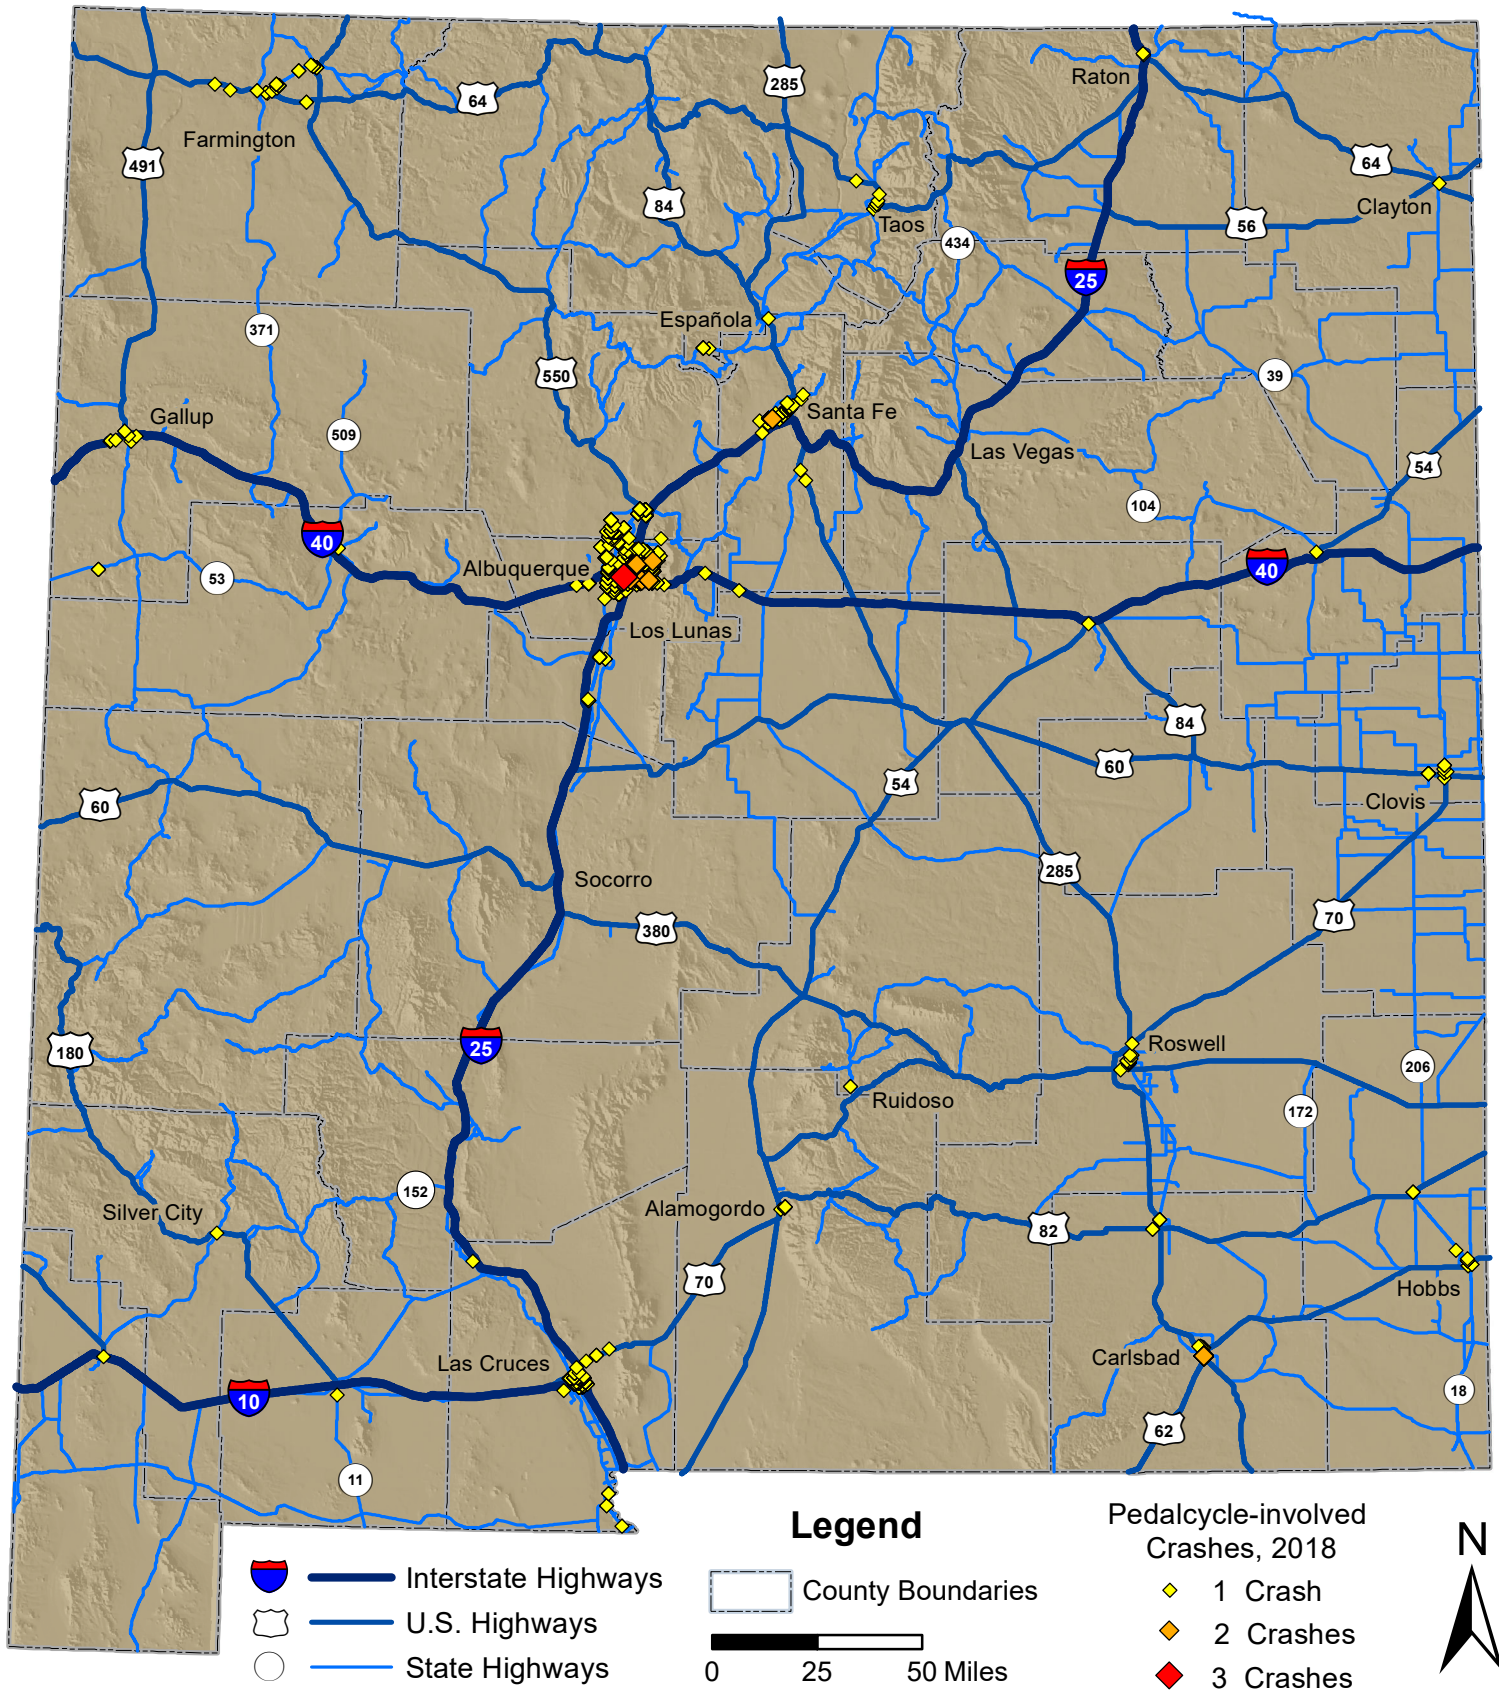 Raton
285
64
Farmington
491
64
Clayton
84
56
Taos
434
25
Española
371
550
39
Santa Fe
Gallup
509
Las Vegas
54
104
40
Albuquerque
40
53
Los Lunas
84
60
54
60
Clovis
285
Socorro
70
380
Roswell
25
180
206
Ruidoso
172
152
Silver City
Alamogordo
82
70
Hobbs
Las Cruces
Carlsbad
10
18
62
11
Legend
Interstate Highways
U.S. Highways
State Highways
County Boundaries
0 25 50 Miles
Pedalcycle-involved
Crashes, 2018
1 Crash
2 Crashes
3 Crashes
N